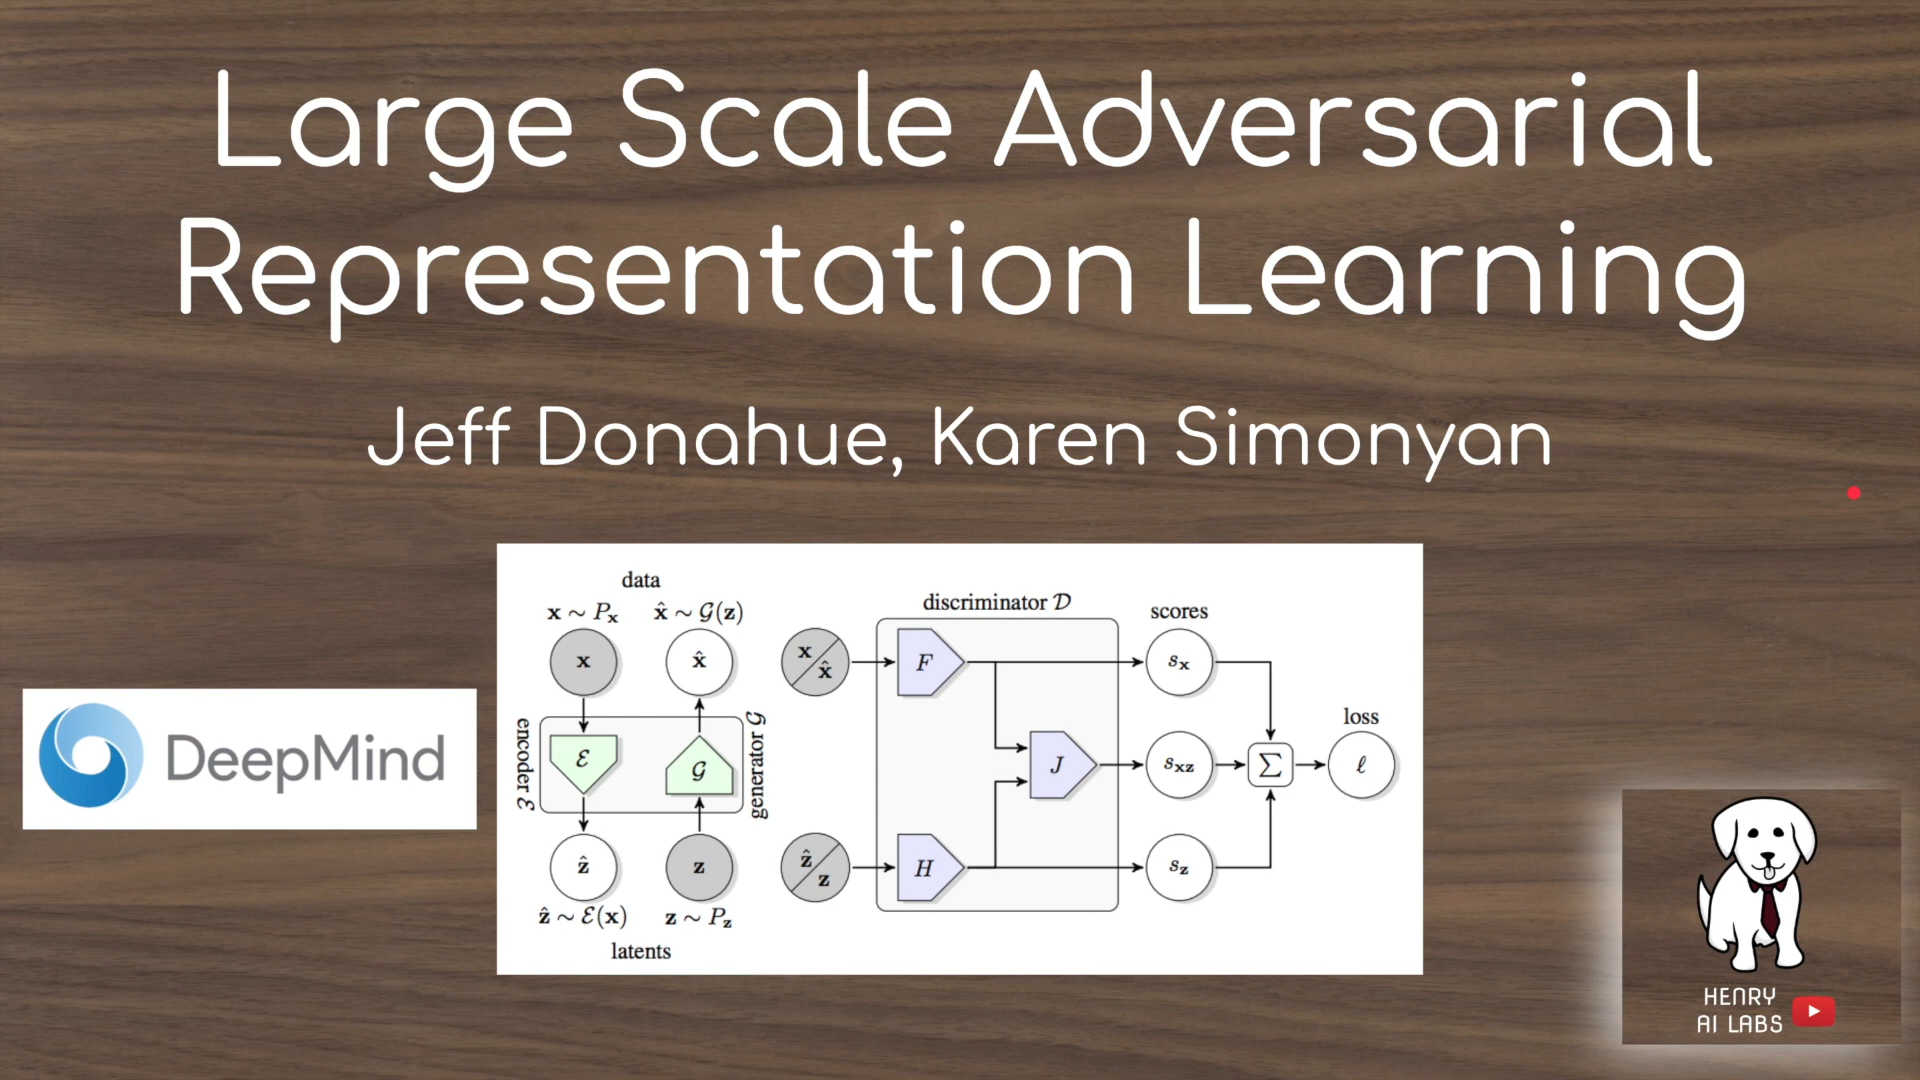 Large Scale Adversarial
Representation Learning
Jeff Donahue, Karen Simonyan
DeepMind
data
x ∼ Pₓ
x̂ ∼ 𝒢(z)
x
x̂
encoder ℰ
ℰ
𝒢
generator 𝒢
ẑ
z
ẑ ∼ ℰ(x)
z ∼ P_z
latents
discriminator 𝒟
x
x̂
F
J
ẑ
z
H
scores
sₓ
s_xz
s_z
Σ
loss
ℓ
HENRY
AI LABS